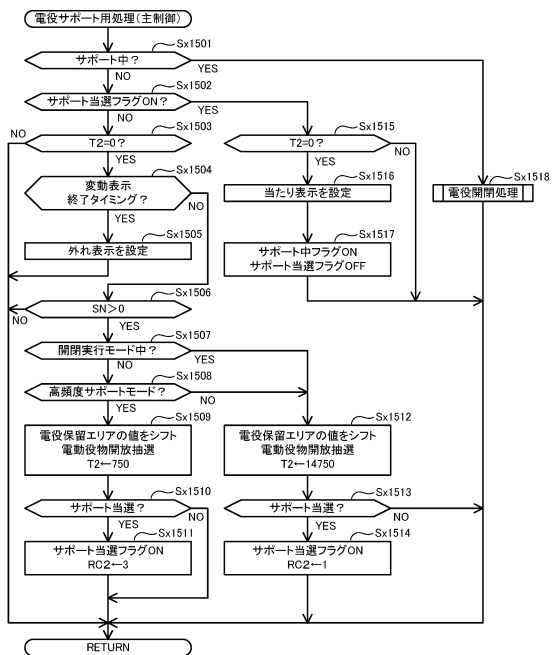 電役サポート用処理(主制御)
Sx1501
サポート中?
NO
YES
Sx1502
サポート当選フラグON?
YES
NO
NO
Sx1503
T2=0?
YES
Sx1504
変動表示
終了タイミング?
NO
YES
Sx1505
外れ表示を設定
Sx1515
T2=0?
YES
NO
Sx1516
当たり表示を設定
Sx1517
サポート中フラグON
サポート当選フラグOFF
Sx1518
電役開閉処理
Sx1506
SN>0
NO
YES
Sx1507
開閉実行モード中?
YES
NO
Sx1508
高頻度サポートモード?
NO
YES
Sx1509
電役保留エリアの値をシフト
電動役物開放抽選
T2←750
Sx1510
サポート当選?
YES
NO
Sx1511
サポート当選フラグON
RC2←3
Sx1512
電役保留エリアの値をシフト
電動役物開放抽選
T2←14750
Sx1513
サポート当選?
NO
YES
Sx1514
サポート当選フラグON
RC2←1
RETURN